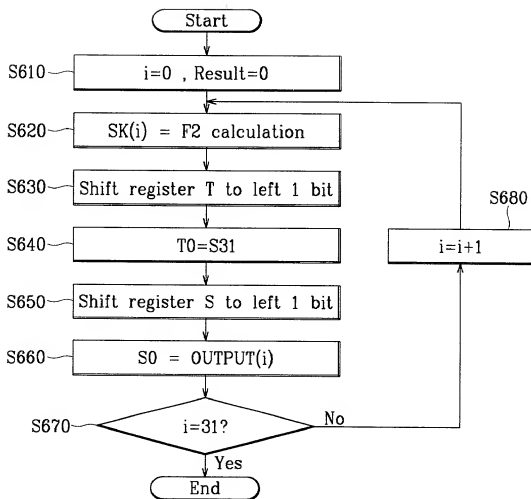 Start
S610
i=0 , Result=0
S620
SK(i) = F2 calculation
S630
Shift register T to left 1 bit
S680
S640
T0=S31
i=i+1
S650
Shift register S to left 1 bit
S660
S0 = OUTPUT(i)
S670
i=31?
No
Yes
End